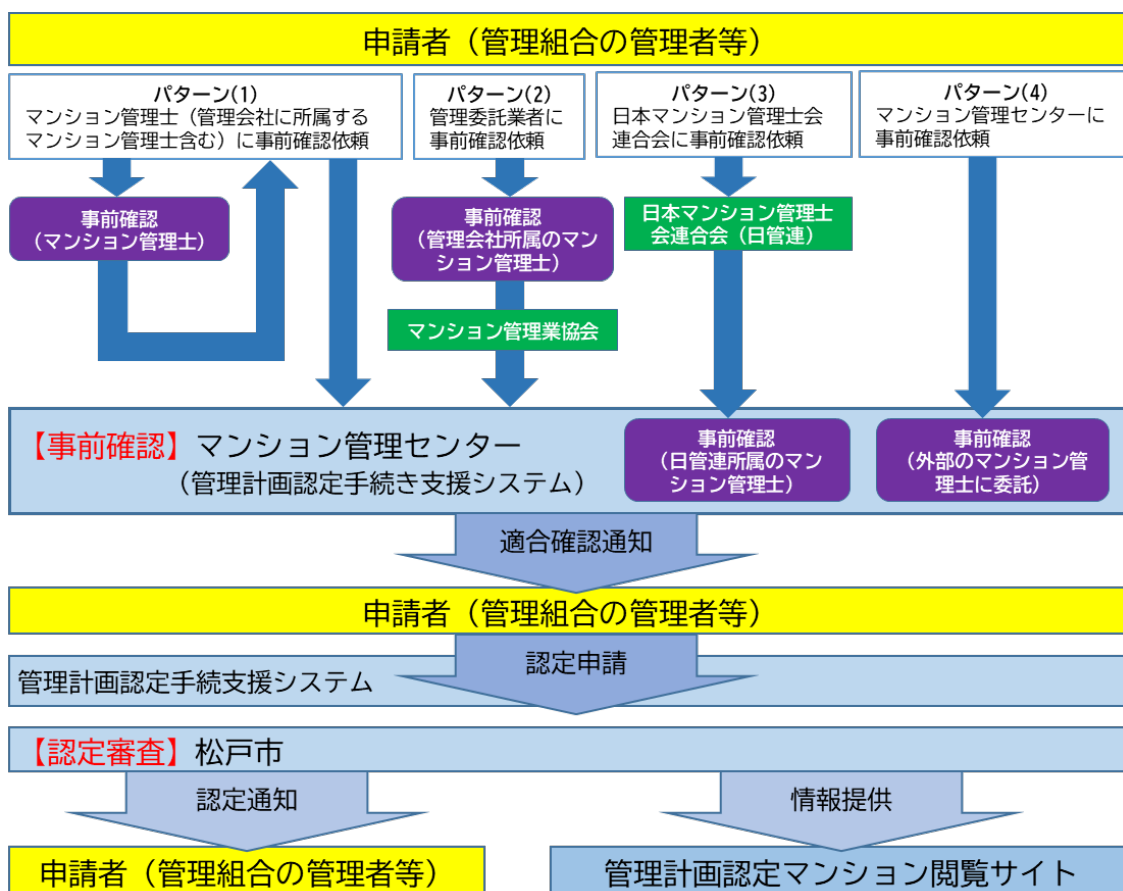 申請者（管理組合の管理者等）
パターン(1)
マンション管理士（管理会社に所属する
マンション管理士含む）に事前確認依頼
パターン(2)
管理委託業者に
事前確認依頼
パターン(3)
日本マンション管理士会
連合会に事前確認依頼
パターン(4)
マンション管理センターに
事前確認依頼
事前確認
（マンション管理士）
事前確認
（管理会社所属のマン
ション管理士）
日本マンション管理士
会連合会（日管連）
マンション管理業協会
【事前確認】マンション管理センター
（管理計画認定手続き支援システム）
事前確認
（日管連所属のマン
ション管理士）
事前確認
（外部のマンション管
理士に委託）
適合確認通知
申請者（管理組合の管理者等）
認定申請
管理計画認定手続支援システム
【認定審査】松戸市
認定通知
情報提供
申請者（管理組合の管理者等）
管理計画認定マンション閲覧サイト